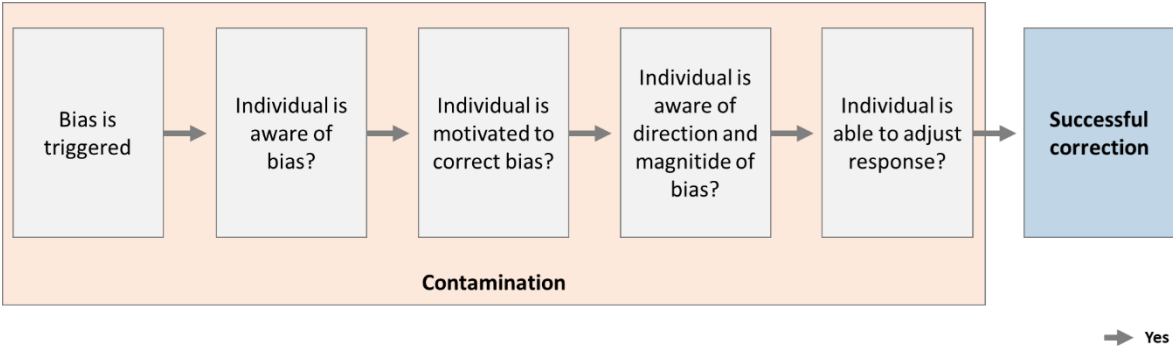 Bias is
triggered
Individual is
aware of
bias?
Individual is
motivated to
correct bias?
Individual is
aware of
direction and
magnitide of
bias?
Individual is
able to adjust
response?
Successful
correction
Contamination
Yes